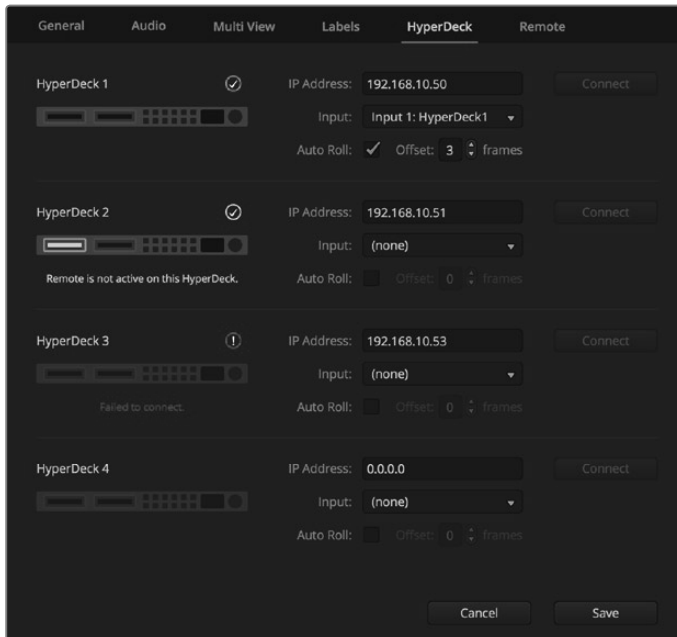 General Audio Multi View Labels HyperDeck Remote
HyperDeck 1 IP Address: 192.168.10.50 Connect
Input: Input 1: HyperDeck1
Auto Roll: Offset: 3 frames
HyperDeck 2 IP Address: 192.168.10.51 Connect
Input: (none)
Remote is not active on this HyperDeck. Auto Roll: Offset: 0 frames
HyperDeck 3 IP Address: 192.168.10.53 Connect
Input: (none)
Failed to connect. Auto Roll: Offset: 0 frames
HyperDeck 4 IP Address: 0.0.0.0 Connect
Input: (none)
Auto Roll: Offset: 0 frames
Cancel Save